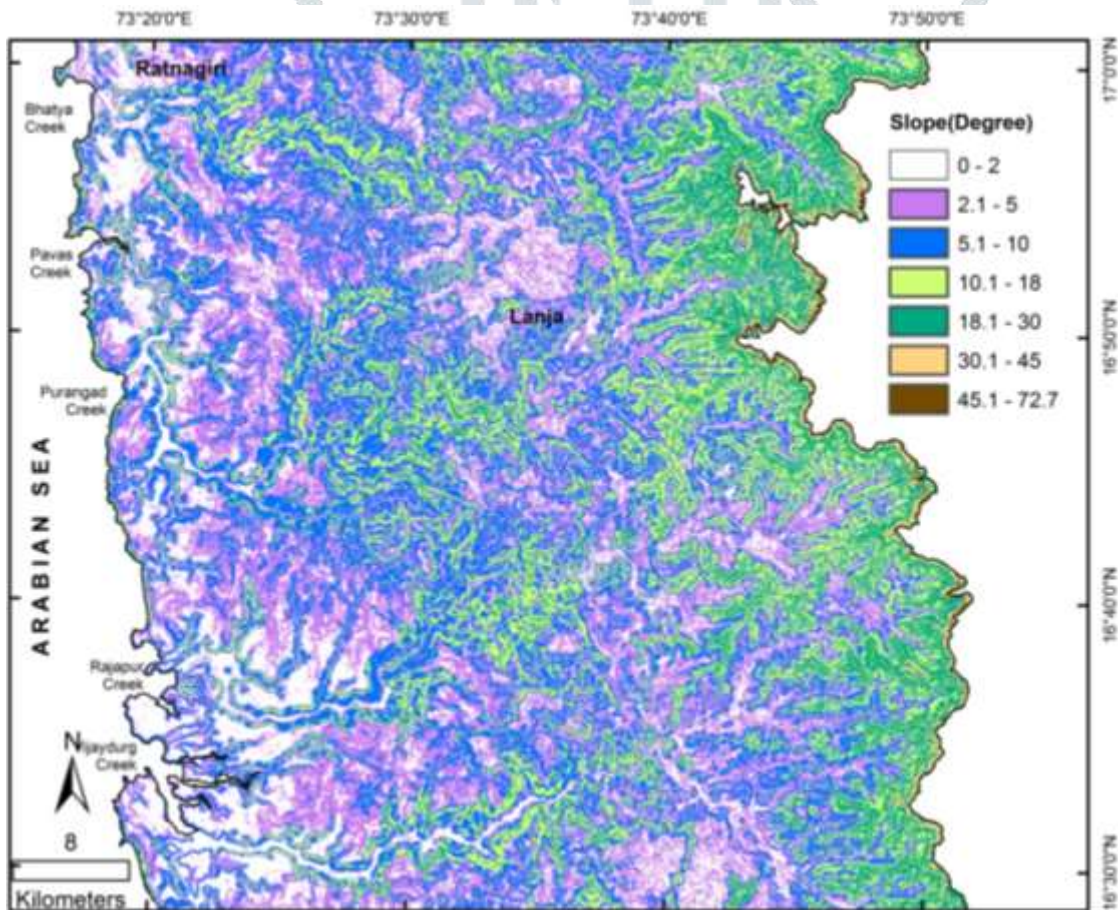 73°20'0"E
73°30'0"E
73°40'0"E
73°50'0"E
Ratnagiri
17°0'0"N
Bhatya
Creek
Slope(Degree)
0 - 2
2.1 - 5
5.1 - 10
10.1 - 18
18.1 - 30
30.1 - 45
45.1 - 72.7
Pavas
Creek
Lanja
16°50'0"N
Purangad
Creek
ARABIAN SEA
16°40'0"N
Rajapur
Creek
N
Vijaydurg
Creek
8
Kilometers
16°30'0"N